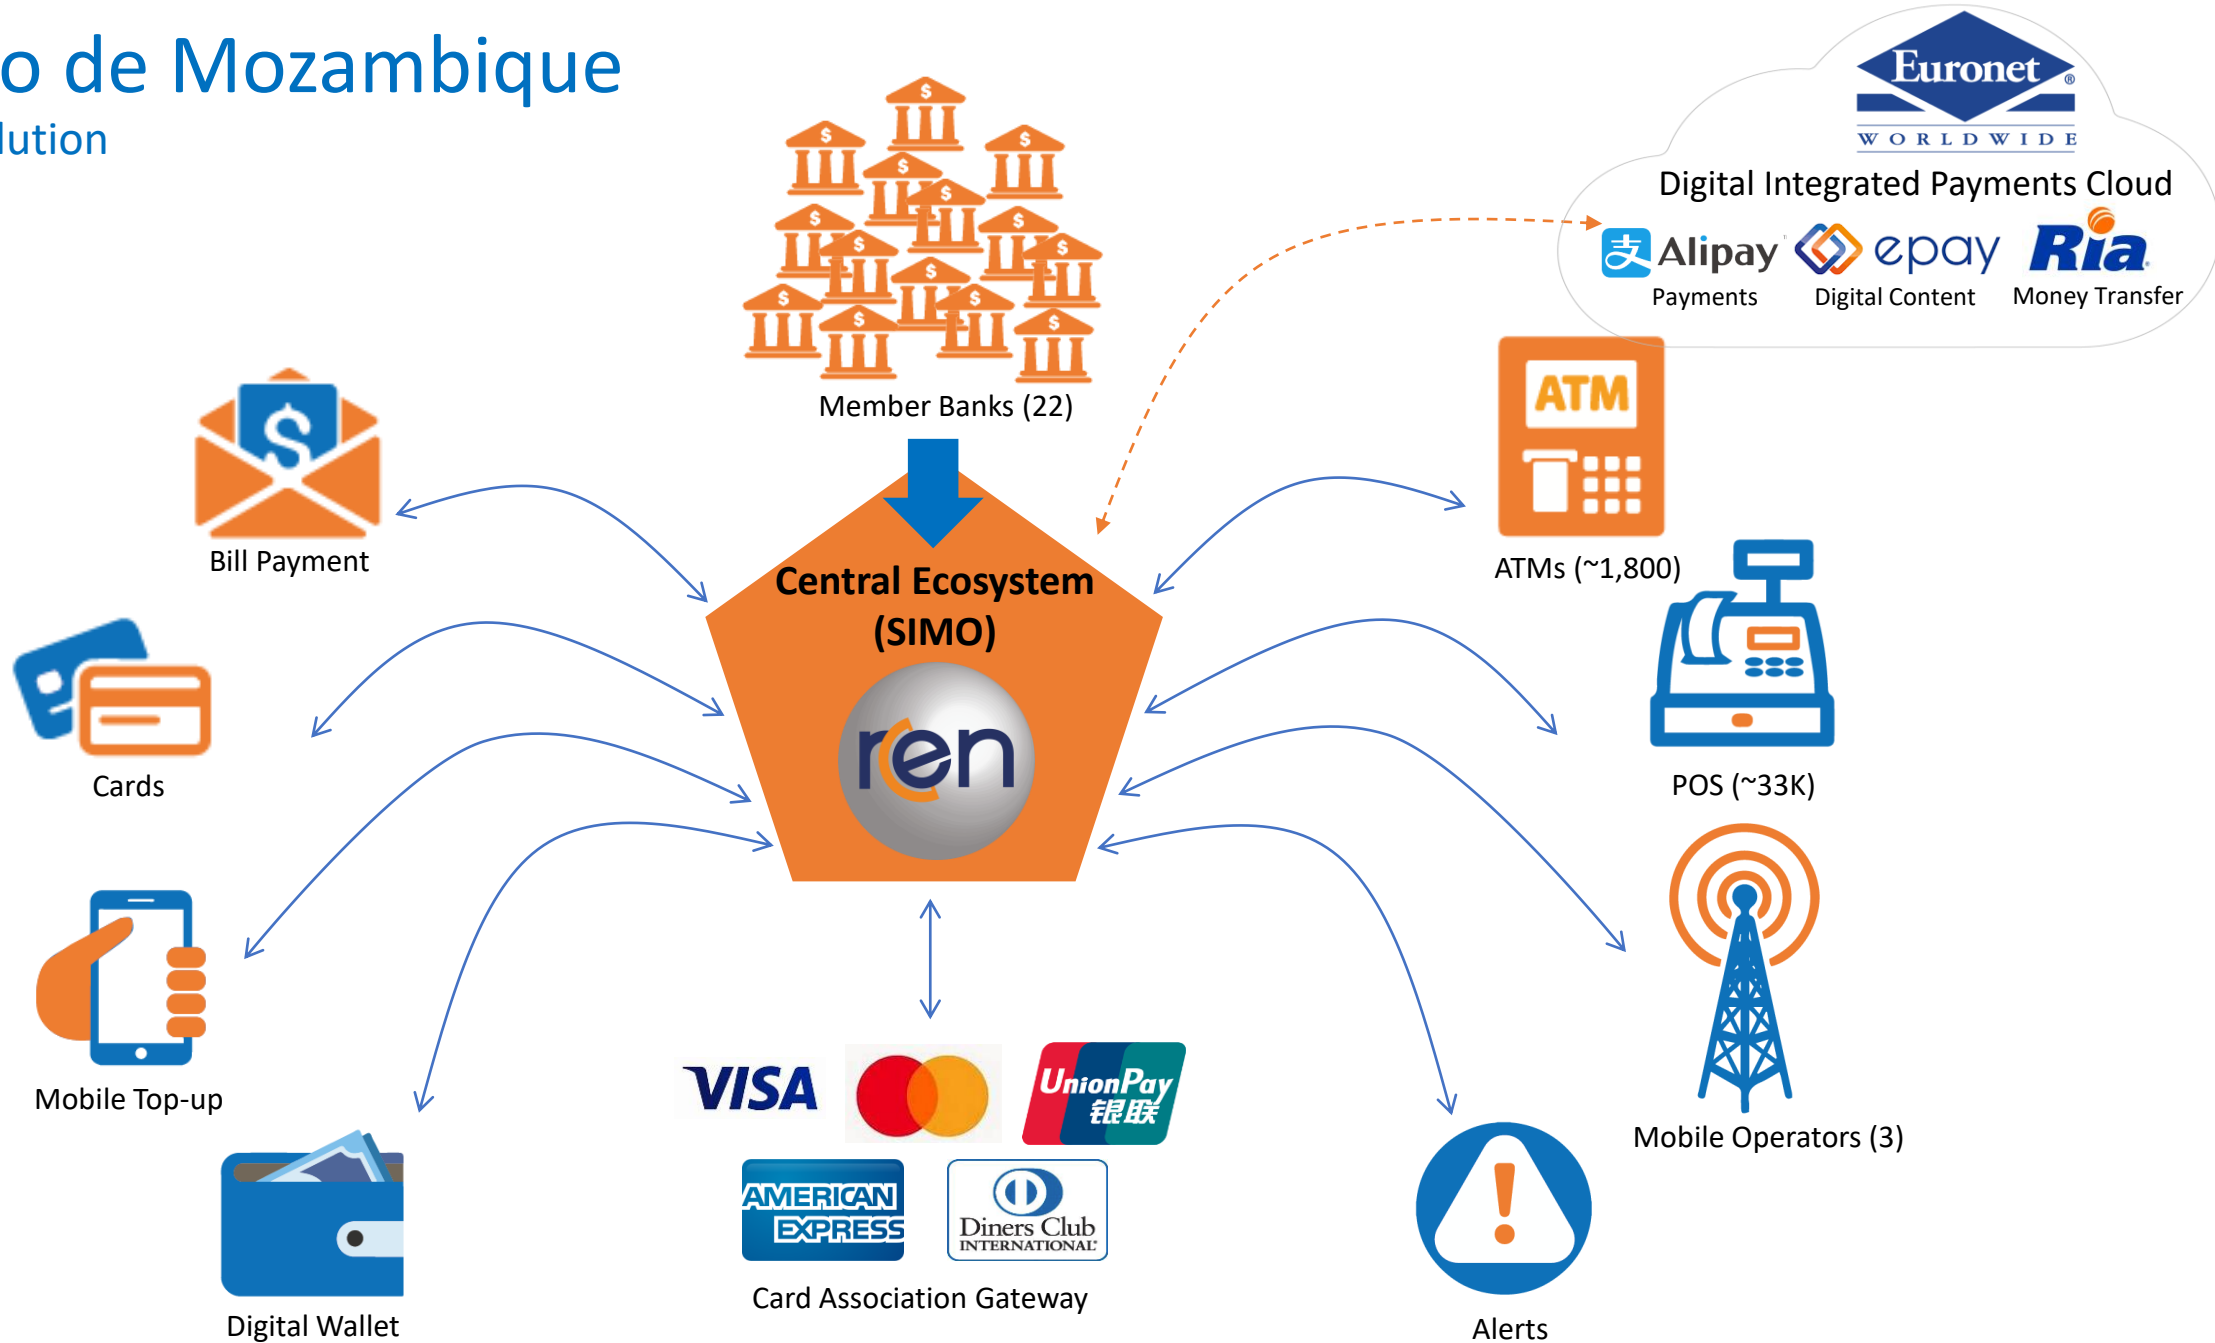 o de Mozambique
lution
Euronet
WORLDWIDE
Digital Integrated Payments Cloud
支 Alipay
epay
Ria
Payments
Digital Content
Money Transfer
Member Banks (22)
ATM
ATMs (~1,800)
Bill Payment
Central Ecosystem
(SIMO)
ren
Cards
POS (~33K)
Mobile Top-up
Mobile Operators (3)
VISA
UnionPay
银联
AMERICAN
EXPRESS
Diners Club
INTERNATIONAL
Card Association Gateway
Digital Wallet
Alerts